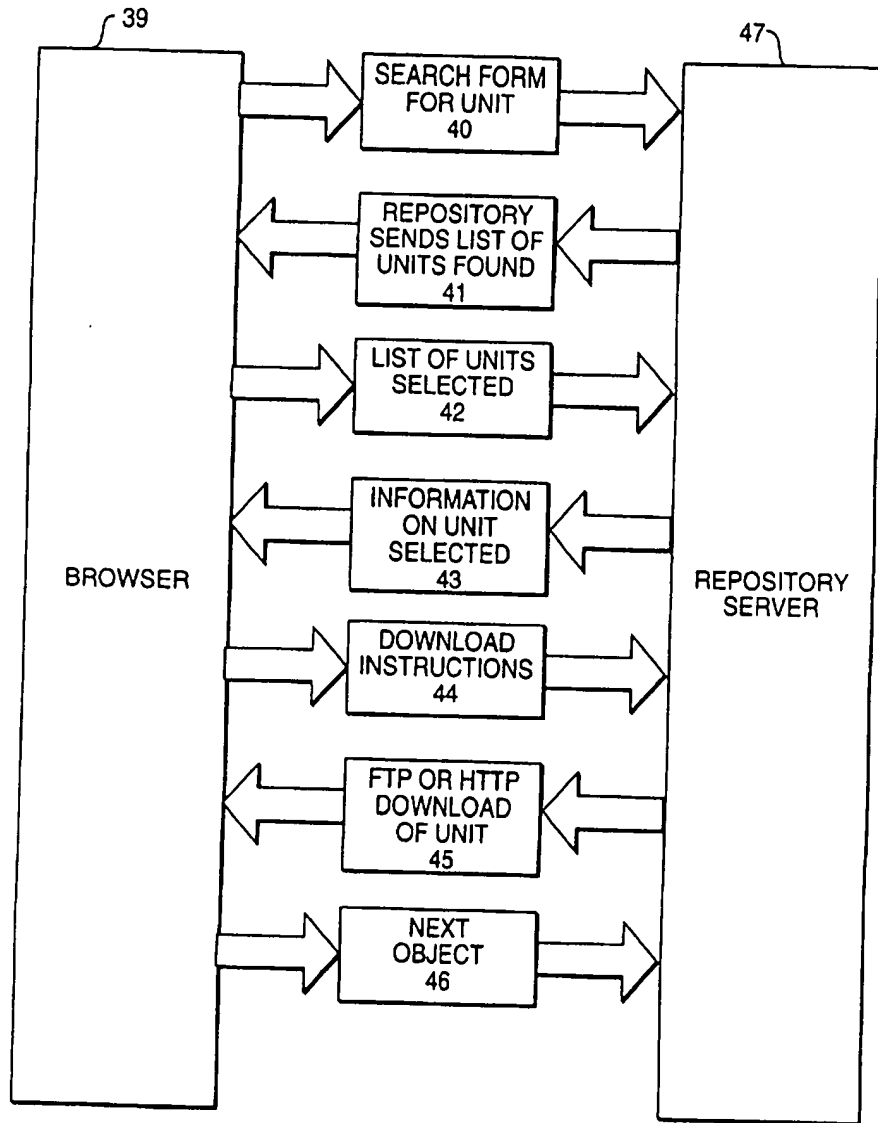 39
47
SEARCH FORM
FOR UNIT
40
REPOSITORY
SENDS LIST OF
UNITS FOUND
41
LIST OF UNITS
SELECTED
42
INFORMATION
ON UNIT
SELECTED
43
BROWSER
REPOSITORY
SERVER
DOWNLOAD
INSTRUCTIONS
44
FTP OR HTTP
DOWNLOAD
OF UNIT
45
NEXT
OBJECT
46